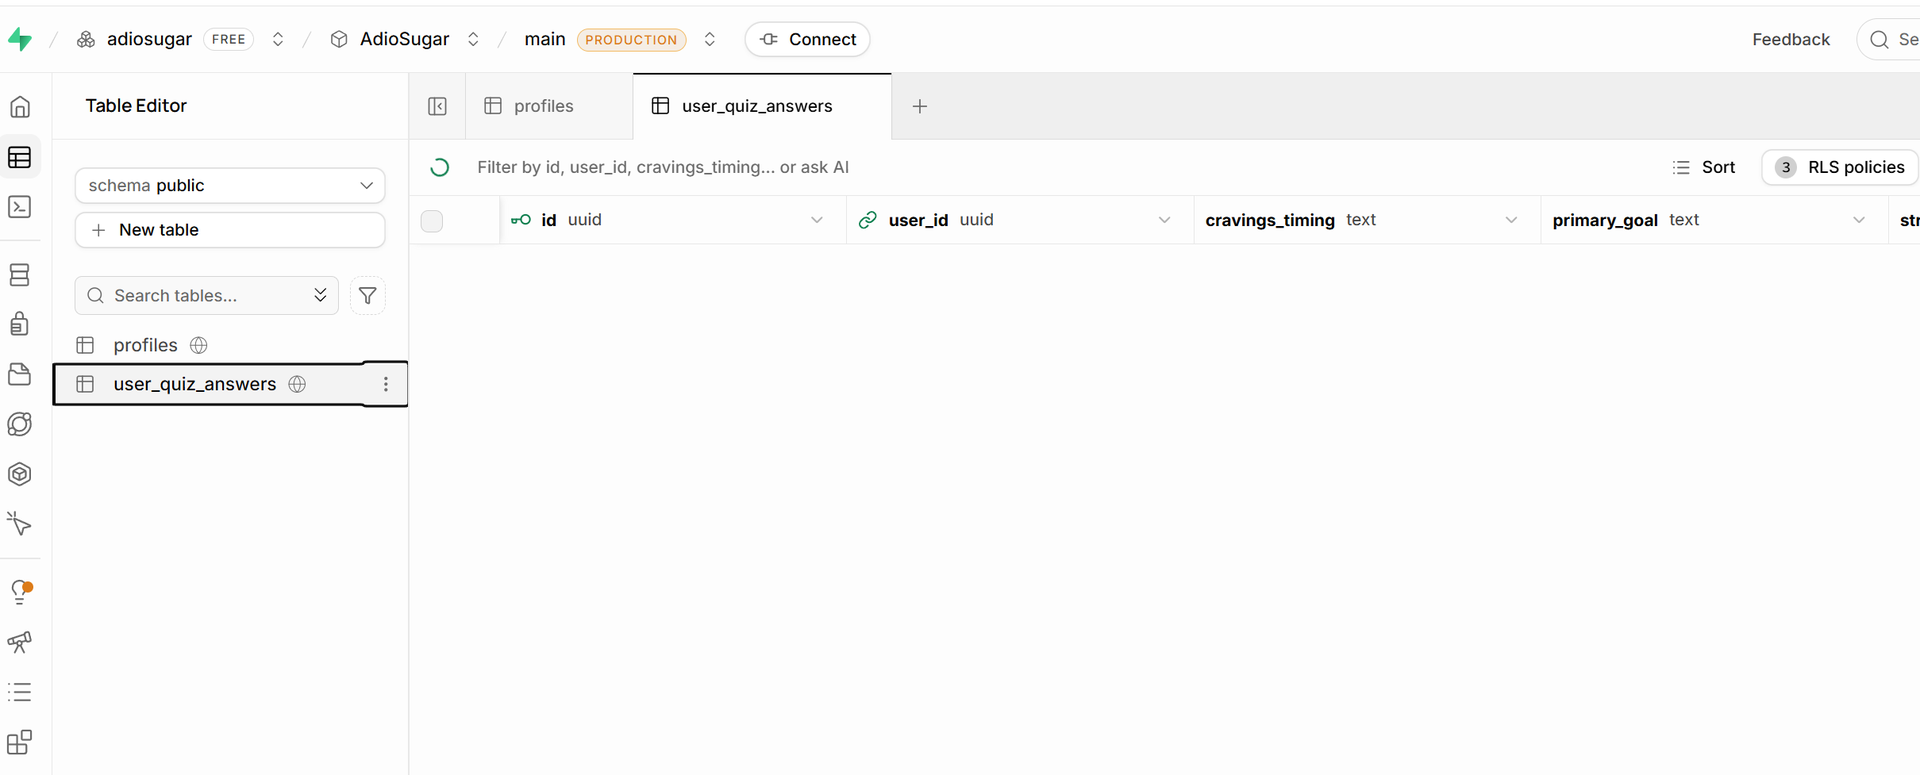 adiosugar FREE AdioSugar main PRODUCTION Connect Feedback Se
Table Editor profiles user_quiz_answers
schema public
New table
Search tables...
profiles
user_quiz_answers
Filter by id, user_id, cravings_timing... or ask AI Sort 3 RLS policies
id uuid user_id uuid cravings_timing text primary_goal text str